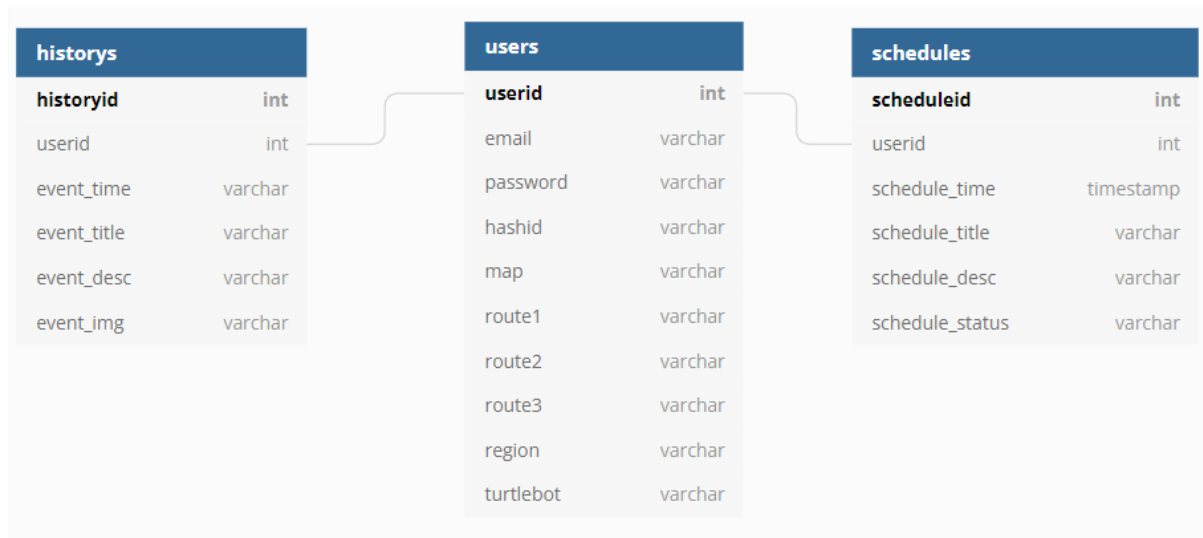 historys
historyid int
userid int
event_time varchar
event_title varchar
event_desc varchar
event_img varchar
users
userid int
email varchar
password varchar
hashid varchar
map varchar
route1 varchar
route2 varchar
route3 varchar
region varchar
turtlebot varchar
schedules
scheduleid int
userid int
schedule_time timestamp
schedule_title varchar
schedule_desc varchar
schedule_status varchar